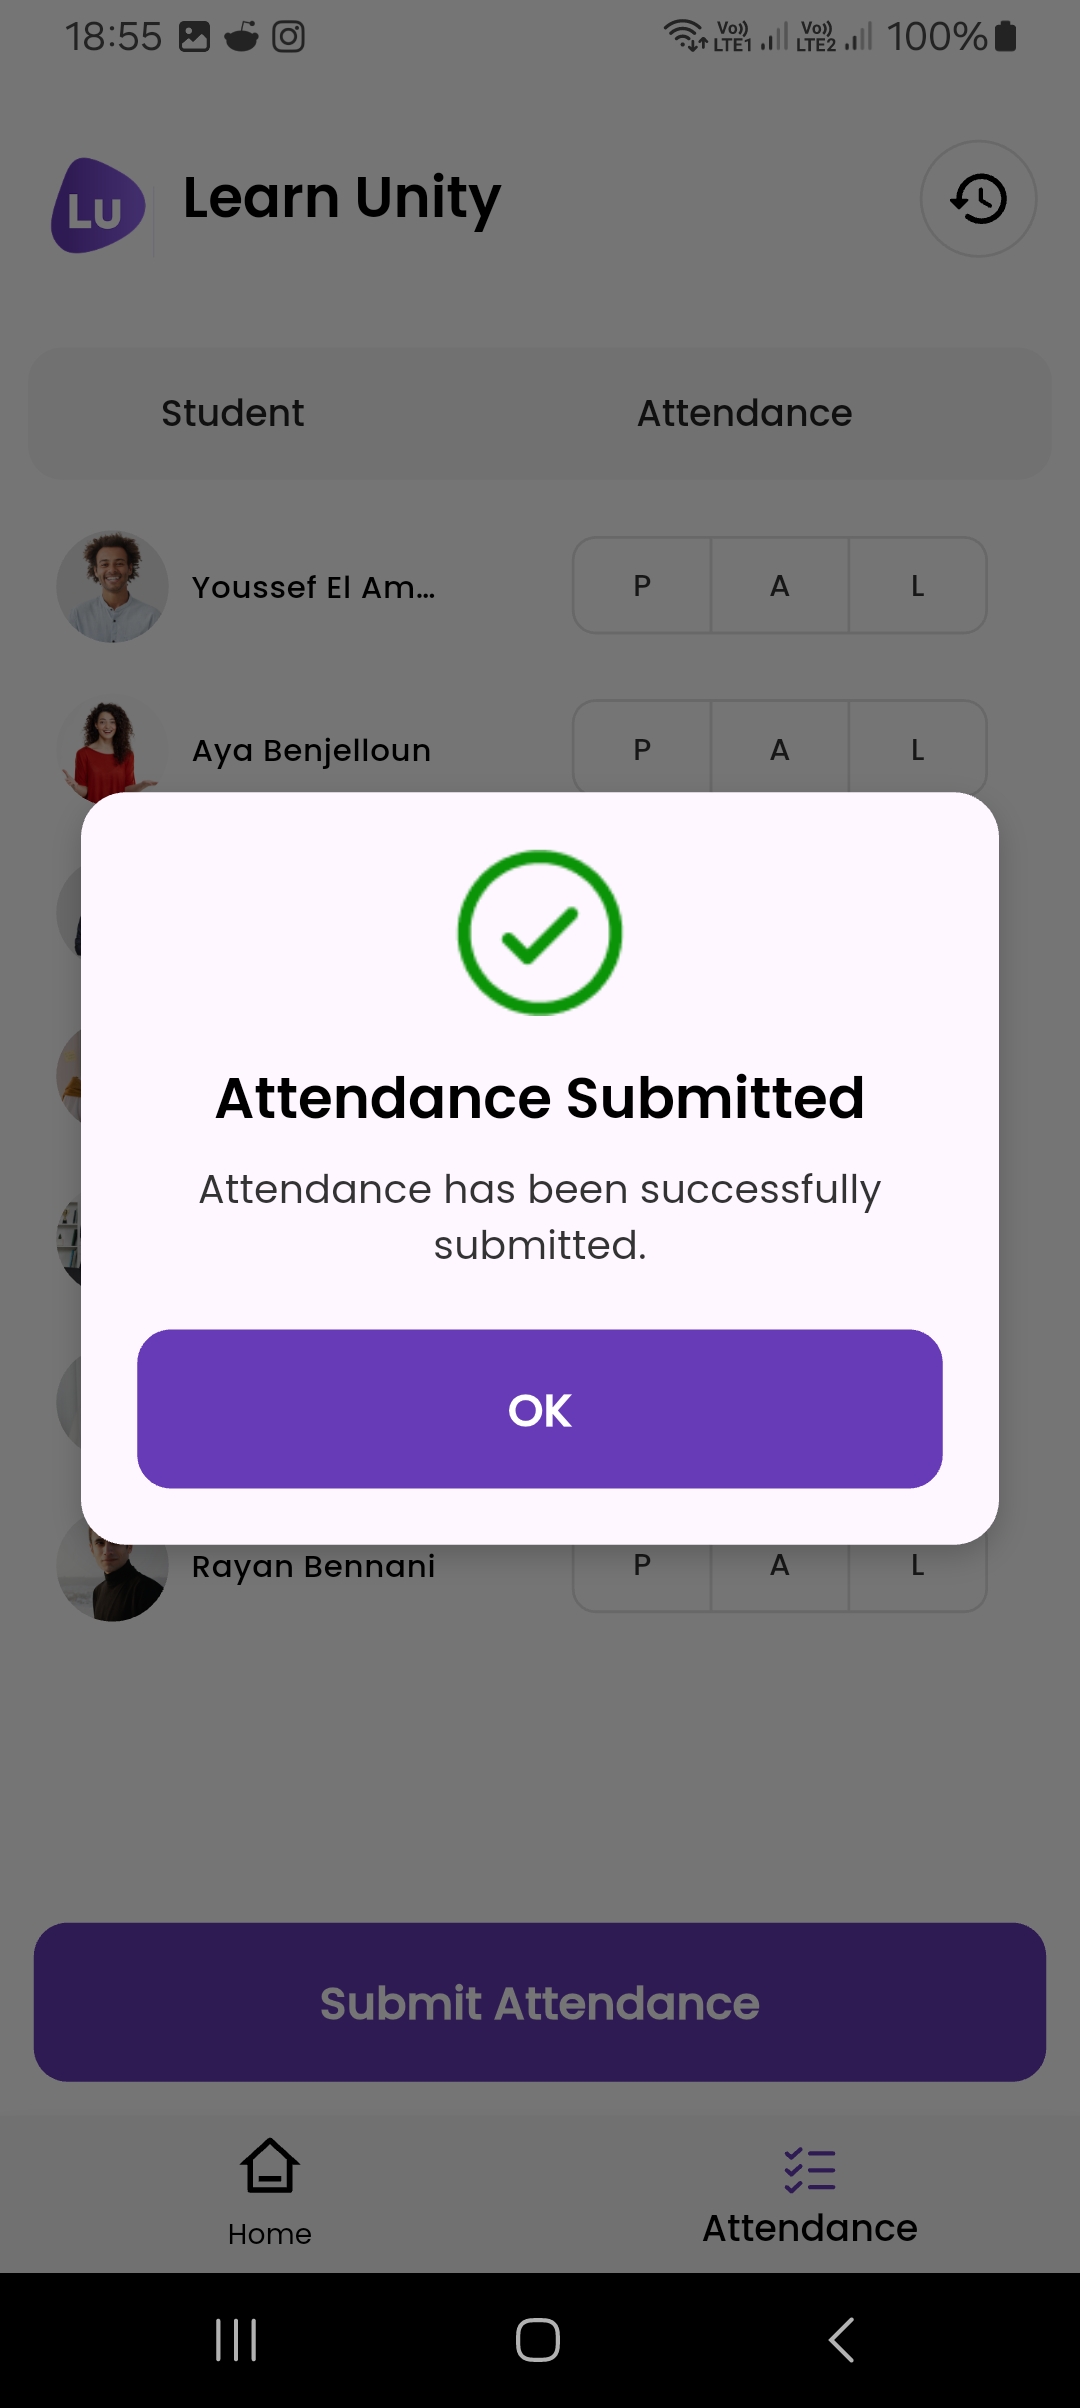 18:55
Vo)) LTE1 Vo)) LTE2 100%
Lu Learn Unity
Student Attendance
Youssef El Am... P A L
Aya Benjelloun P A L
Attendance Submitted
Attendance has been successfully
submitted.
OK
Rayan Bennani P A L
Submit Attendance
Home Attendance